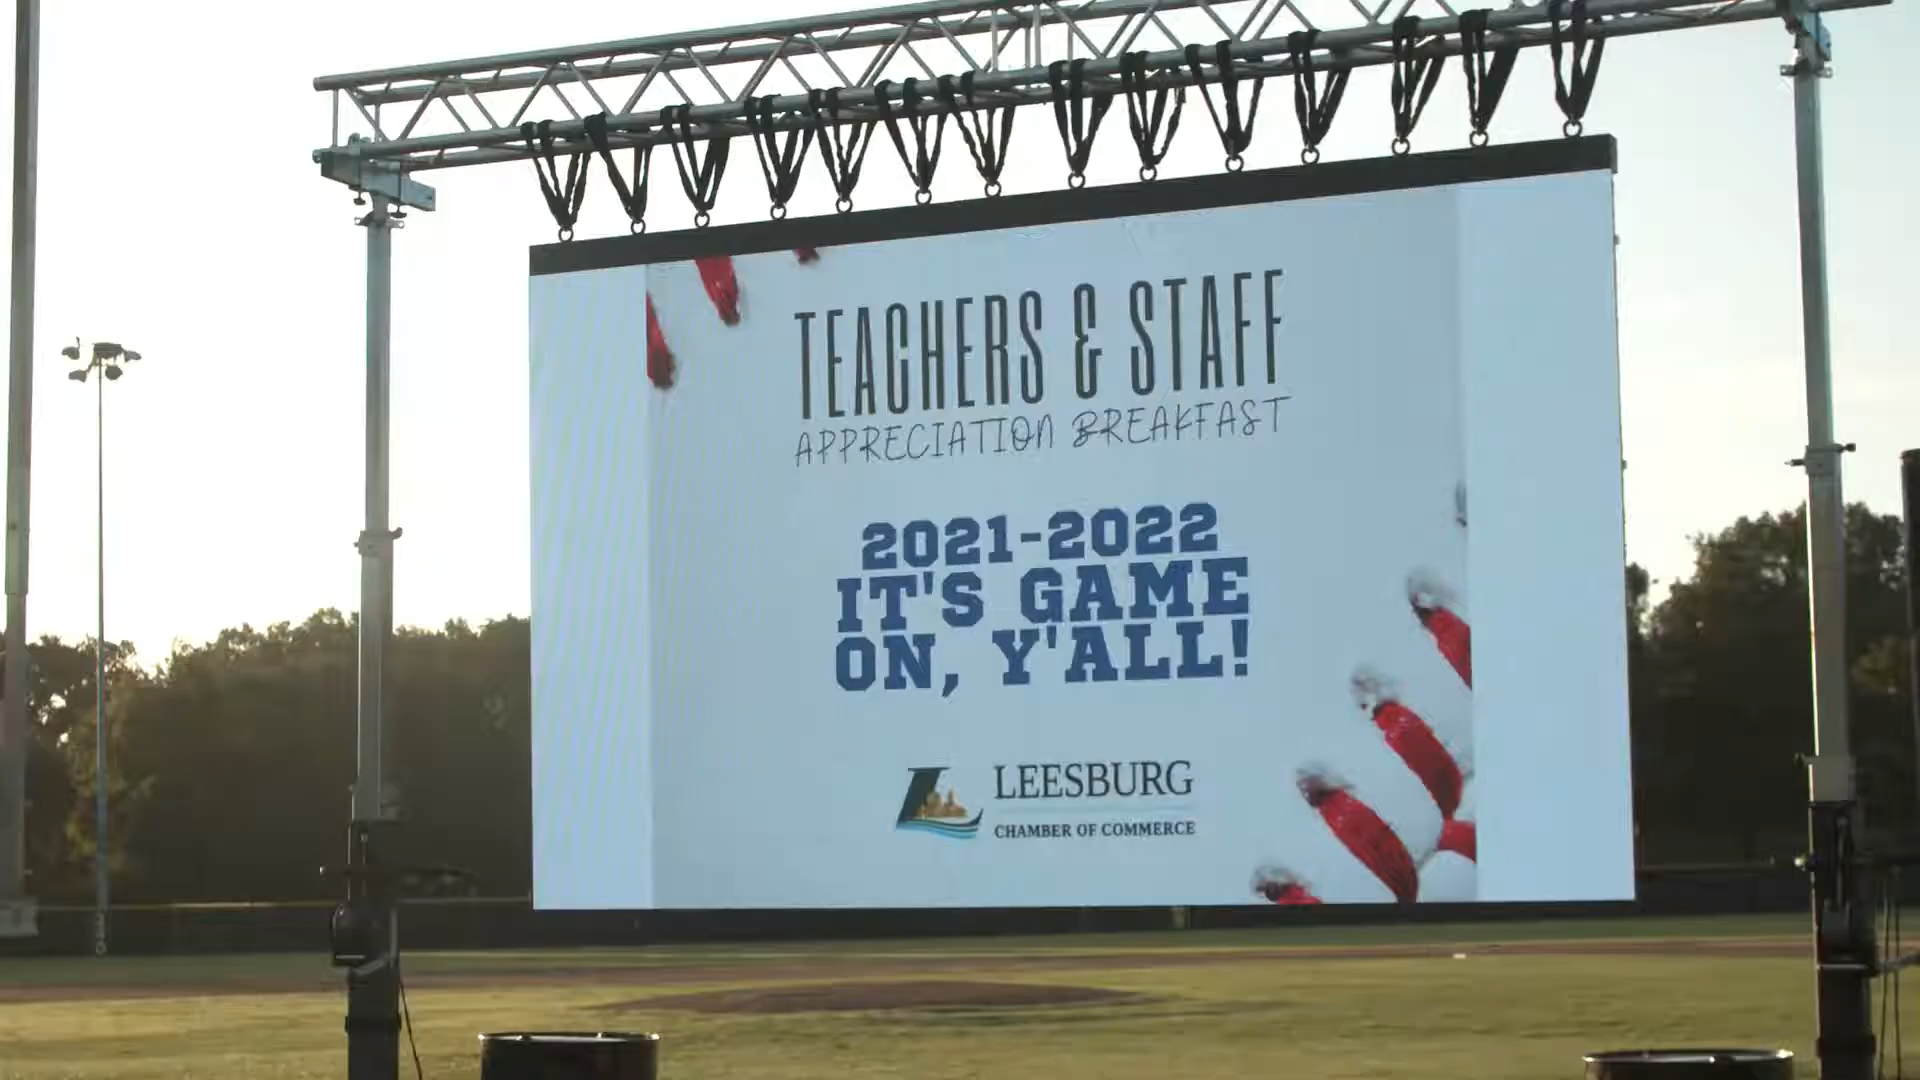 TEACHERS & STAFF
APPRECIATION BREAKFAST
2021-2022
IT'S GAME
ON, Y'ALL!
LEESBURG
CHAMBER OF COMMERCE